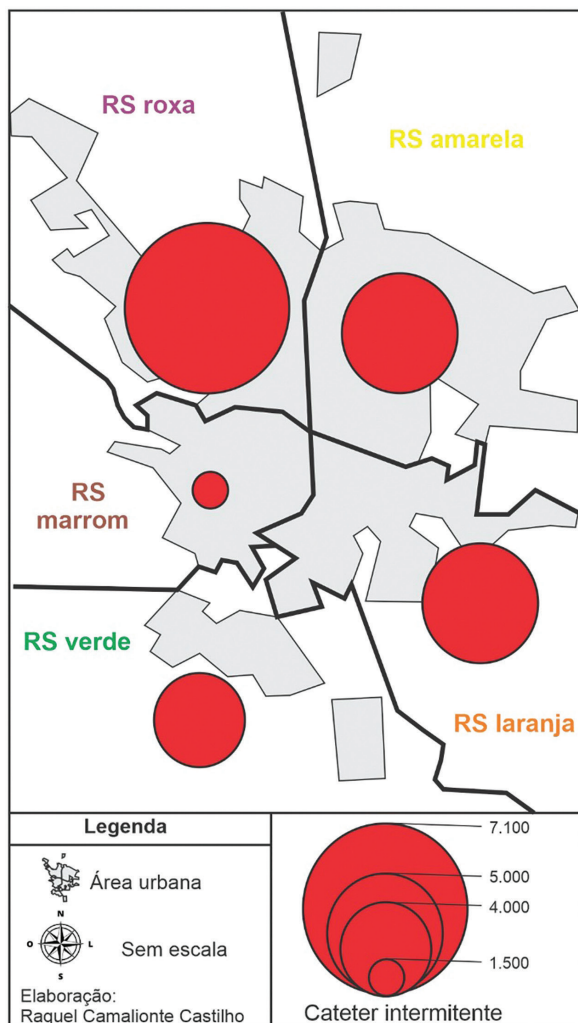 RS roxa
RS amarela
RS
marrom
RS verde
RS laranja
Legenda
Área urbana
N
O
L
S
Sem escala
Elaboração:
Raquel Camalionte Castilho
7.100
5.000
4.000
1.500
Cateter intermitente